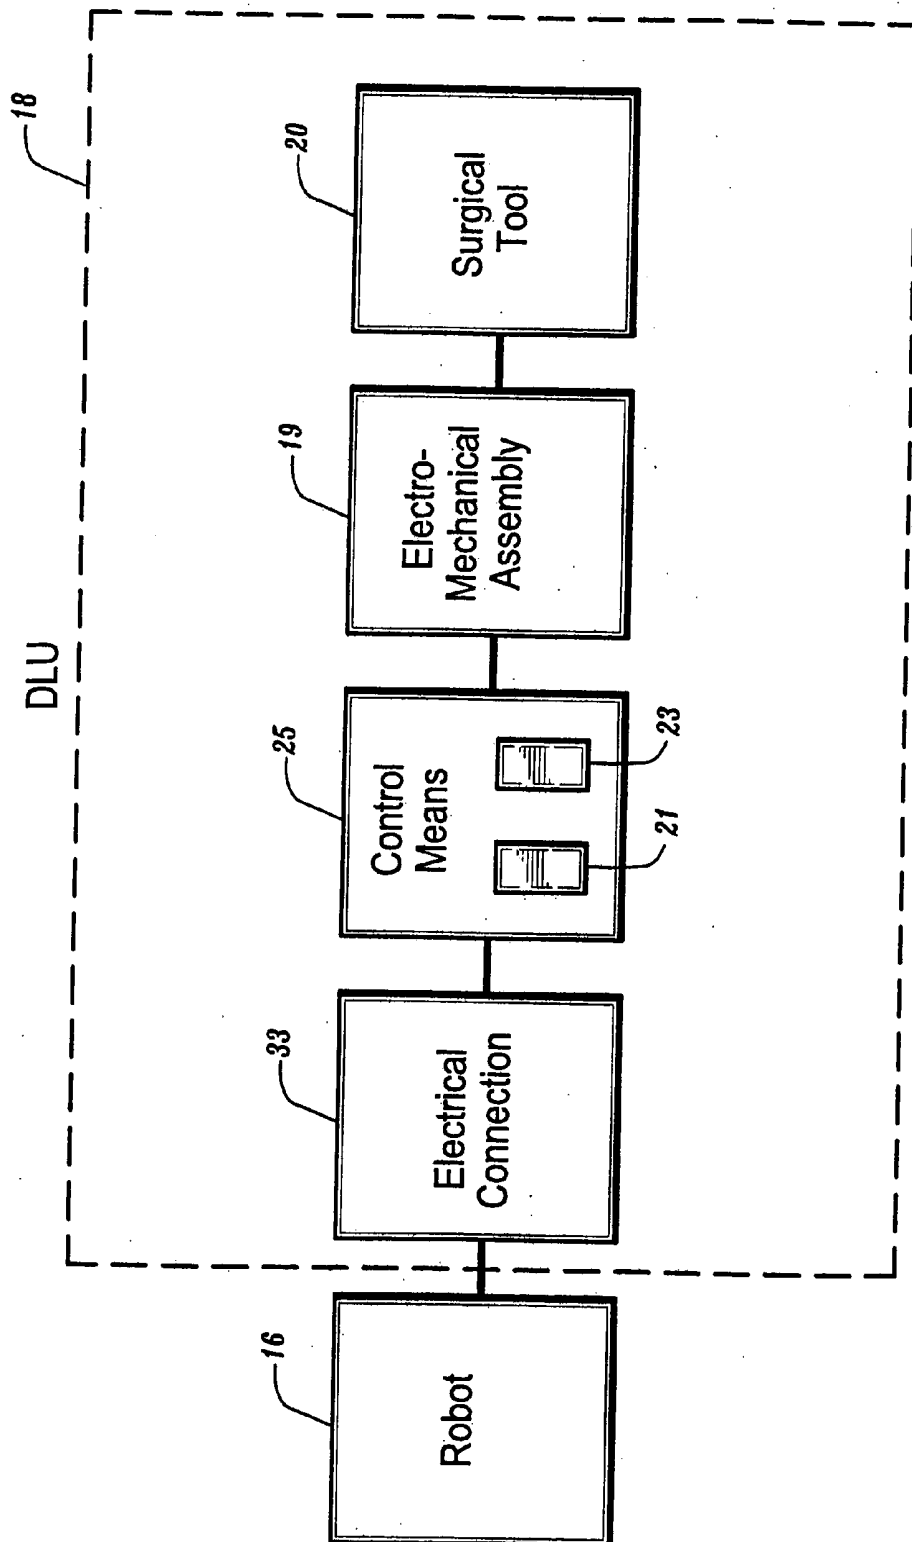 DLU
18
Robot
16
Electrical
Connection
33
Control
Means
25
21
23
Electro-
Mechanical
Assembly
19
Surgical
Tool
20